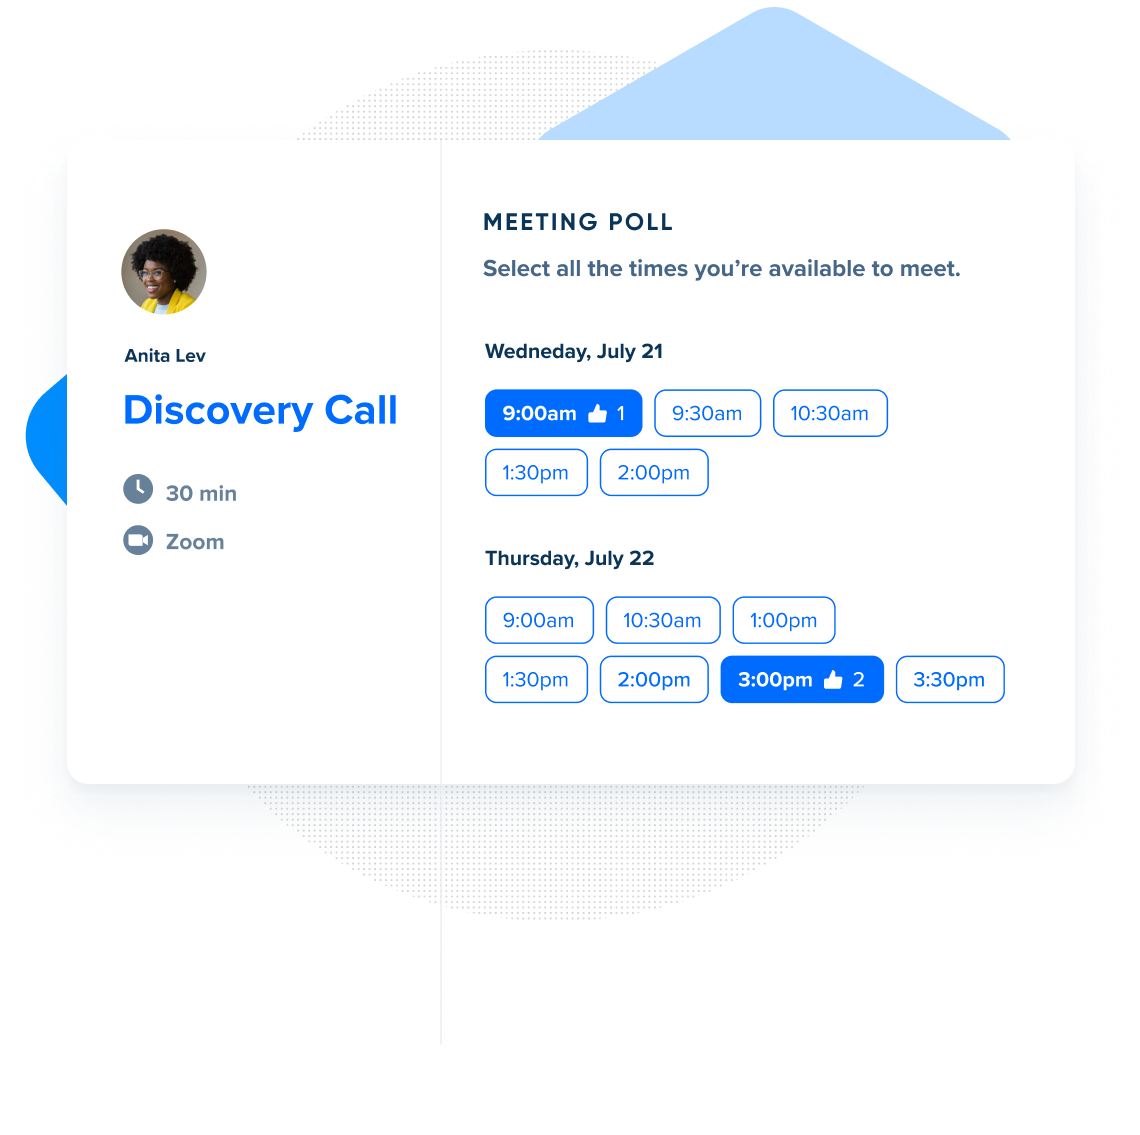 Anita Lev
Discovery Call
30 min
Zoom
MEETING POLL
Select all the times you’re available to meet.
Wedneday, July 21
9:00am 1 9:30am 10:30am
1:30pm 2:00pm
Thursday, July 22
9:00am 10:30am 1:00pm
1:30pm 2:00pm 3:00pm 2 3:30pm